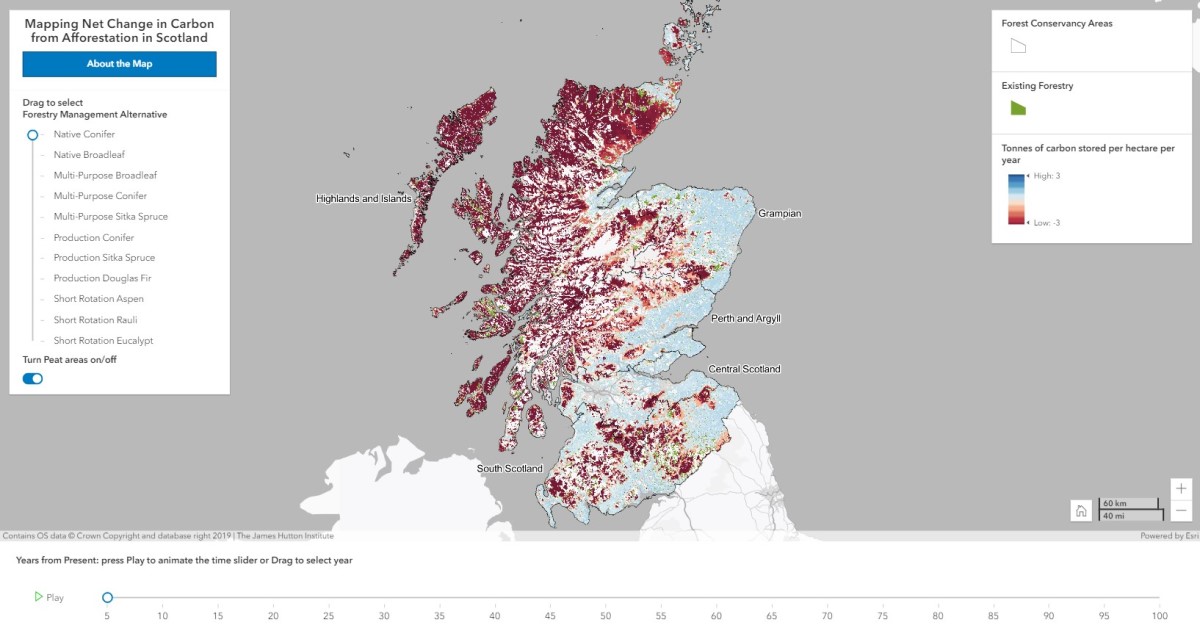 Mapping Net Change in Carbon
from Afforestation in Scotland
About the Map
Drag to select
Forestry Management Alternative
Native Conifer
Native Broadleaf
Multi-Purpose Broadleaf
Multi-Purpose Conifer
Multi-Purpose Sitka Spruce
Production Conifer
Production Sitka Spruce
Production Douglas Fir
Short Rotation Aspen
Short Rotation Rauli
Short Rotation Eucalypt
Turn Peat areas on/off
Highlands and Islands
Grampian
Perth and Argyll
Central Scotland
South Scotland
Forest Conservancy Areas
Existing Forestry
Tonnes of carbon stored per hectare per
year
High: 3
Low: -3
60 km
40 mi
Contains OS data © Crown Copyright and database right 2019 | The James Hutton Institute
Powered by Esri
Years from Present: press Play to animate the time slider or Drag to select year
Play
5 10 15 20 25 30 35 40 45 50 55 60 65 70 75 80 85 90 95 100